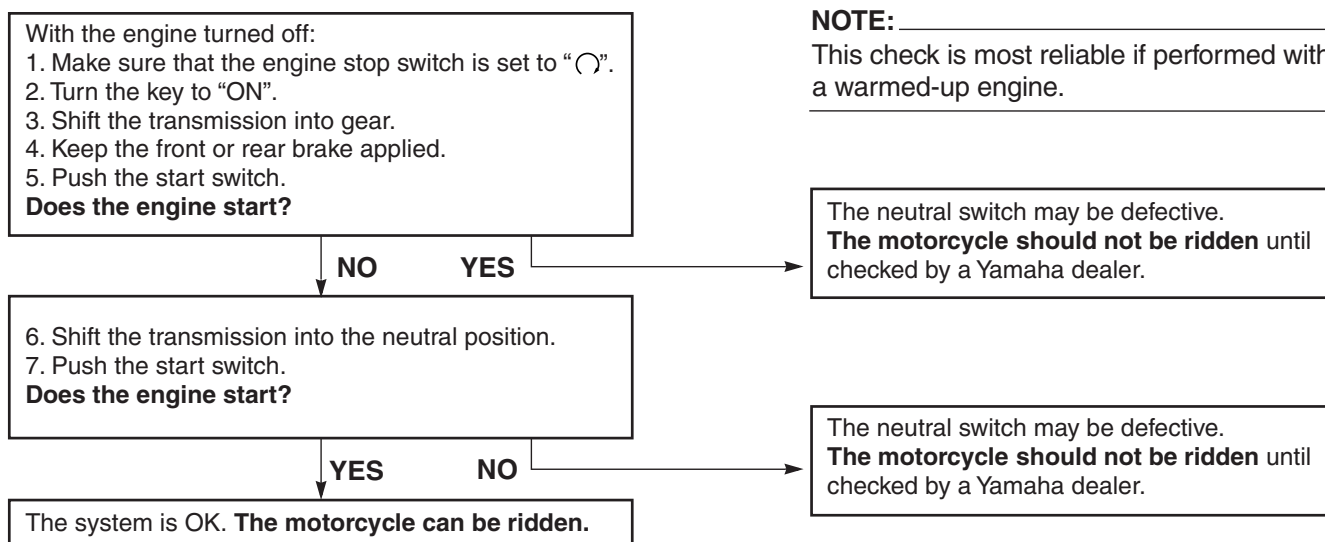 With the engine turned off:
1. Make sure that the engine stop switch is set to “ ”.
2. Turn the key to “ON”.
3. Shift the transmission into gear.
4. Keep the front or rear brake applied.
5. Push the start switch.
Does the engine start?
NOTE:
This check is most reliable if performed with
a warmed-up engine.
NO YES
The neutral switch may be defective.
The motorcycle should not be ridden until
checked by a Yamaha dealer.
6. Shift the transmission into the neutral position.
7. Push the start switch.
Does the engine start?
YES NO
The neutral switch may be defective.
The motorcycle should not be ridden until
checked by a Yamaha dealer.
The system is OK. The motorcycle can be ridden.